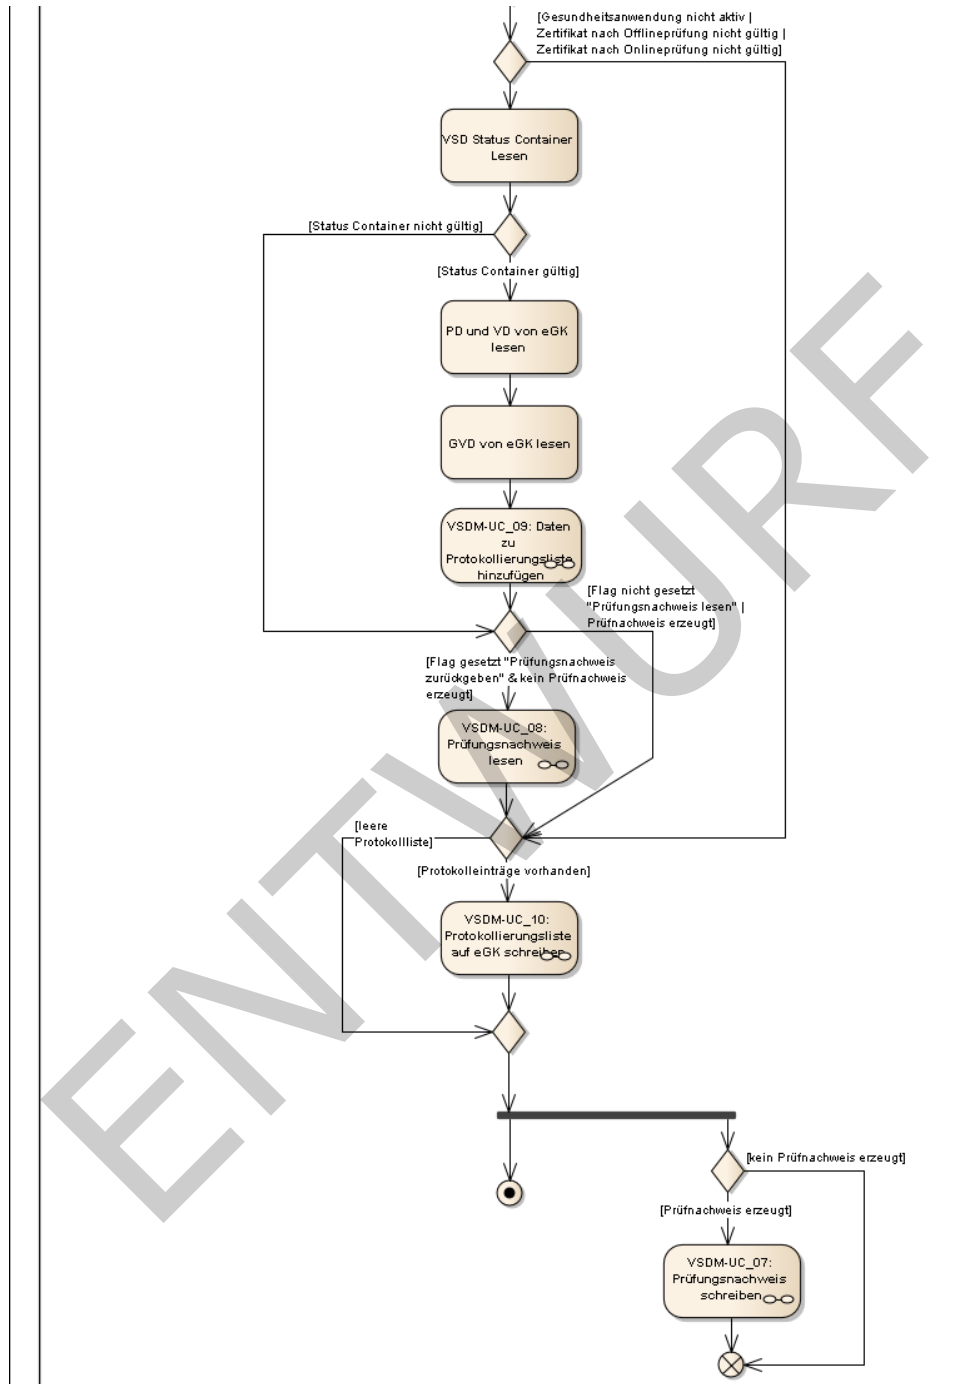 [Gesundheitsanwendung nicht aktiv |
Zertifikat nach Offlineprüfung nicht gültig |
Zertifikat nach Onlineprüfung nicht gültig]
VSD Status Container
Lesen
[Status Container nicht gültig]
[Status Container gültig]
PD und VD von eGK
lesen
GVD von eGK lesen
VSDM-UC_09: Daten
zu
Protokollierungsliste
hinzufügen
[Flag nicht gesetzt
"Prüfungsnachweis lesen" |
Prüfnachweis erzeugt]
[Flag gesetzt "Prüfungsnachweis
zurückgeben" & kein Prüfnachweis
erzeugt]
VSDM-UC_08:
Prüfungsnachweis
lesen
[leere
Protokollliste]
[Protokolleinträge vorhanden]
VSDM-UC_10:
Protokollierungsliste
auf eGK schreiben
[kein Prüfnachweis erzeugt]
[Prüfnachweis erzeugt]
VSDM-UC_07:
Prüfungsnachweis
schreiben
ENTWURF